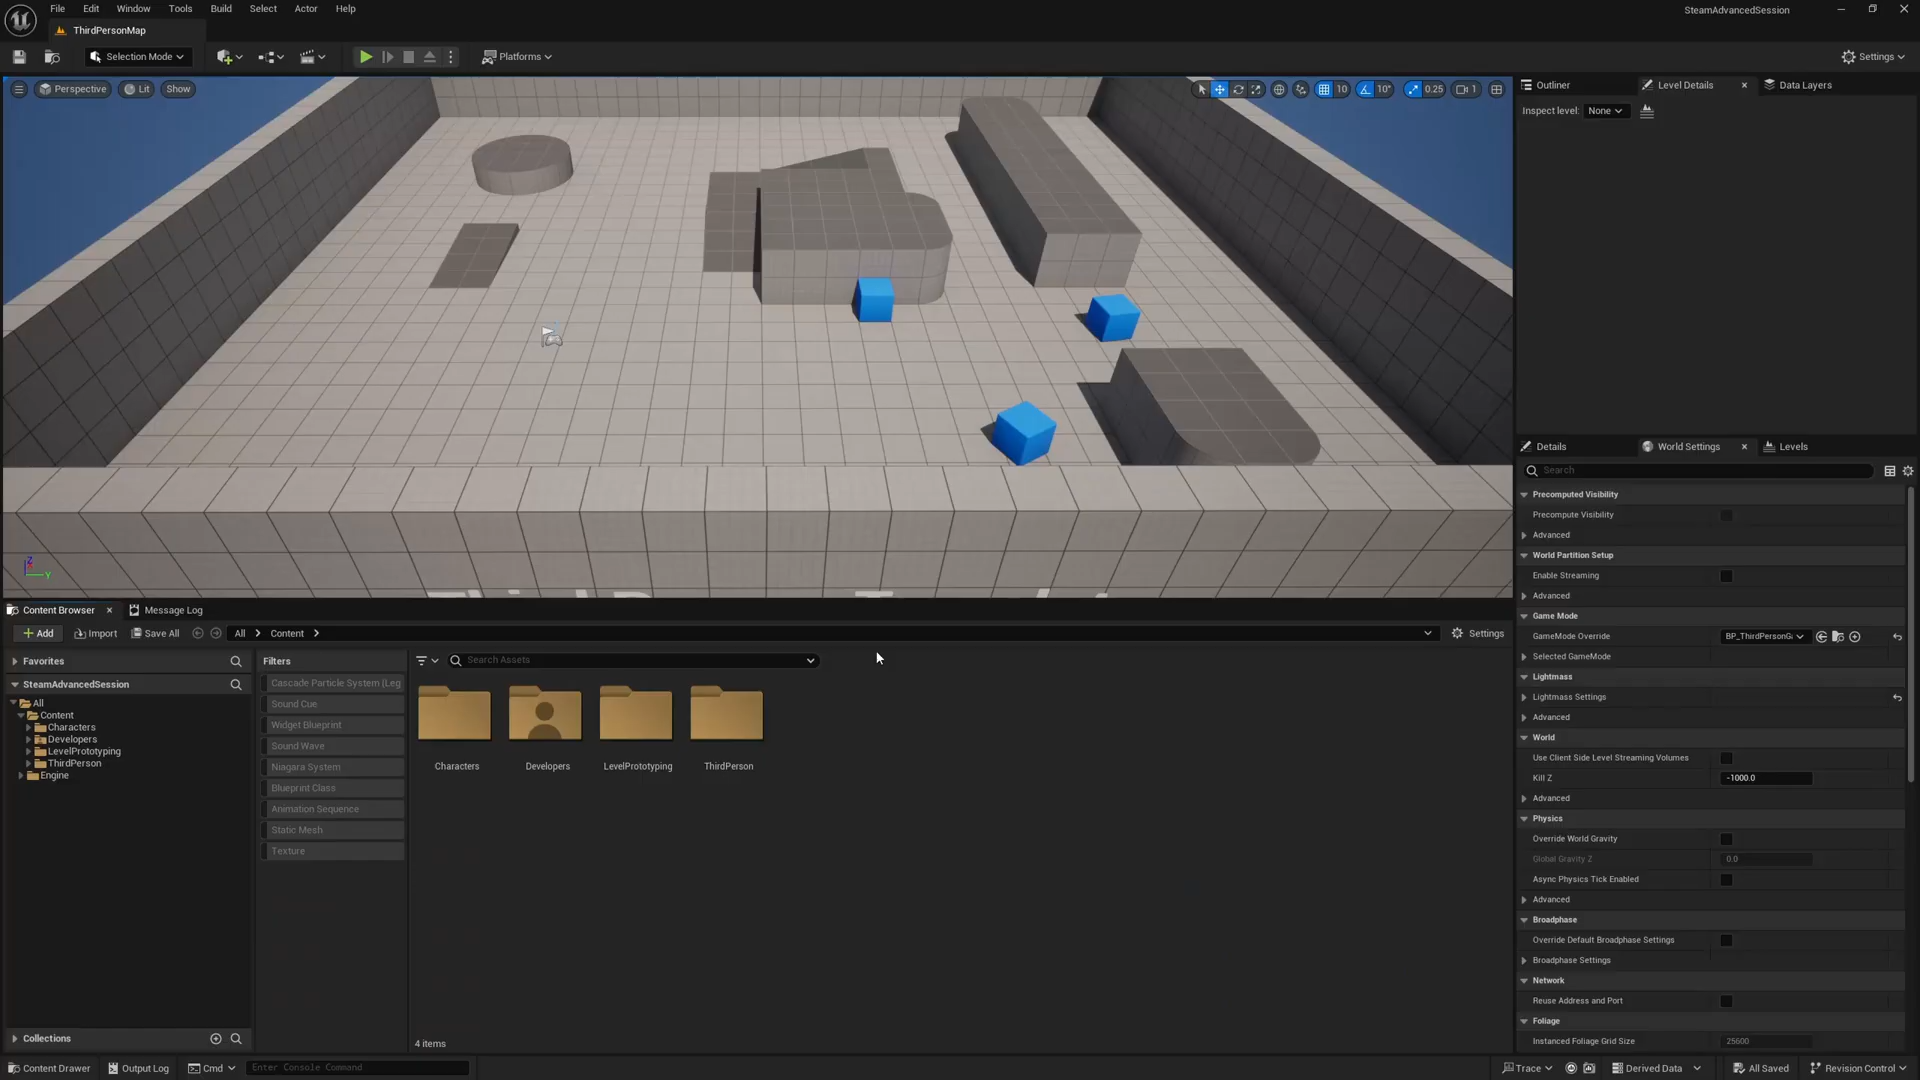 File Edit Window Tools Build Select Actor Help
SteamAdvancedSession
ThirdPersonMap
Selection Mode
Platforms
Settings
Perspective Lit Show
10 10° 0.25 1
Outliner Level Details Data Layers
Inspect level: None
Z
Y
Details World Settings Levels
Search
Precomputed Visibility
Precompute Visibility
Advanced
World Partition Setup
Enable Streaming
Advanced
Game Mode
GameMode Override BP_ThirdPersonGa
Selected GameMode
Lightmass
Lightmass Settings
Advanced
World
Use Client Side Level Streaming Volumes
Kill Z -1000.0
Advanced
Physics
Override World Gravity
Global Gravity Z 0.0
Async Physics Tick Enabled
Advanced
Broadphase
Override Default Broadphase Settings
Broadphase Settings
Network
Reuse Address and Port
Foliage
Instanced Foliage Grid Size 25600
Content Browser Message Log
Add Import Save All All Content Settings
Favorites
SteamAdvancedSession
All
Content
Characters
Developers
LevelPrototyping
ThirdPerson
Engine
Collections
Filters
Cascade Particle System (Leg
Sound Cue
Widget Blueprint
Sound Wave
Niagara System
Blueprint Class
Animation Sequence
Static Mesh
Texture
Search Assets
Characters Developers LevelPrototyping ThirdPerson
4 items
Content Drawer Output Log Cmd Enter Console Command
Trace Derived Data All Saved Revision Control